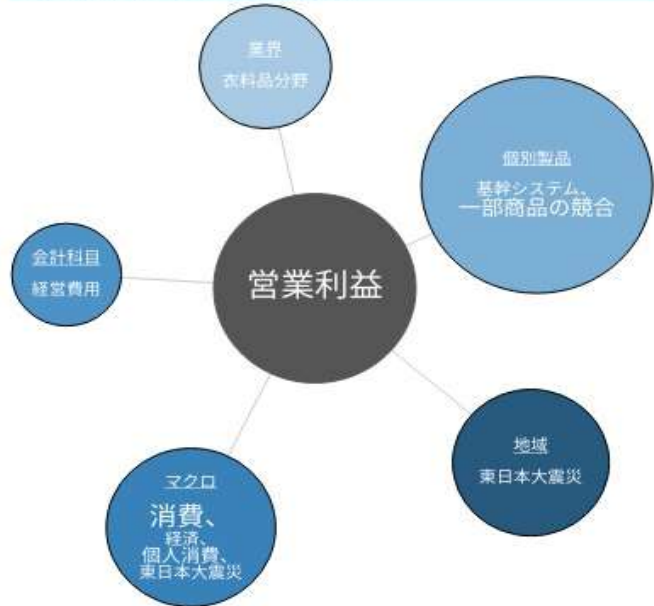 業界
衣料品分野
個別製品
基幹システム、
一部商品の競合
営業利益
会計科目
経営費用
地域
東日本大震災
マクロ
消費、
経済、
個人消費、
東日本大震災